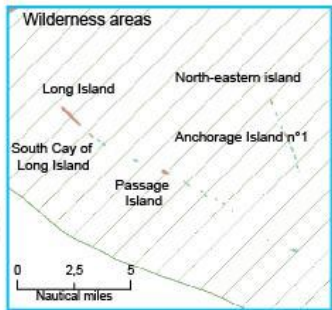 Wilderness areas
North-eastern island
Long Island
Anchorage Island n°1
South Cay of
Long Island
Passage
Island
0 2,5 5
Nautical miles